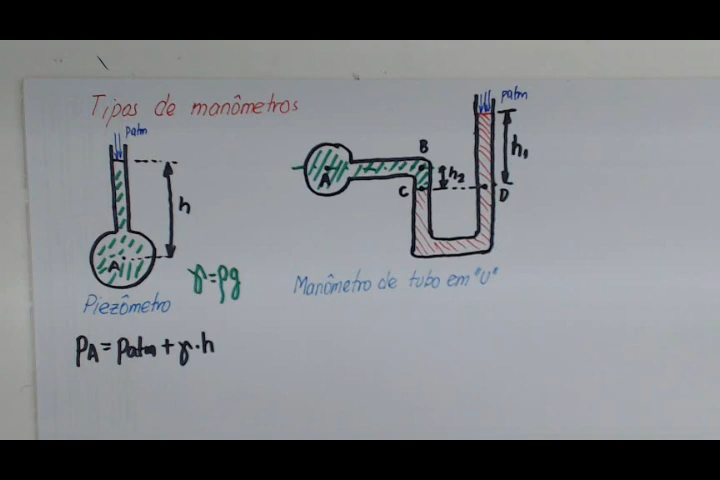 Tipos de manômetros
patm
h
A
γ=ρg
Piezômetro
pA=patm+γ.h
patm
B
A
h2
h1
C
D
Manômetro de tubo em "U"